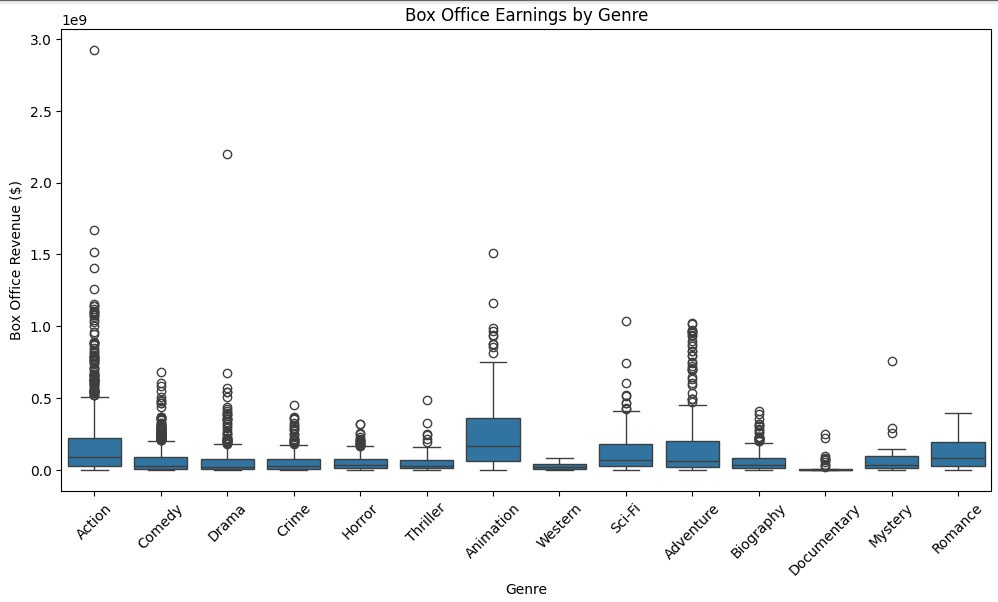 Box Office Earnings by Genre
1e9
3.0
2.5
2.0
1.5
1.0
0.5
0.0
Box Office Revenue ($)
Action
Comedy
Drama
Crime
Horror
Thriller
Animation
Western
Sci-Fi
Adventure
Biography
Documentary
Mystery
Romance
Genre